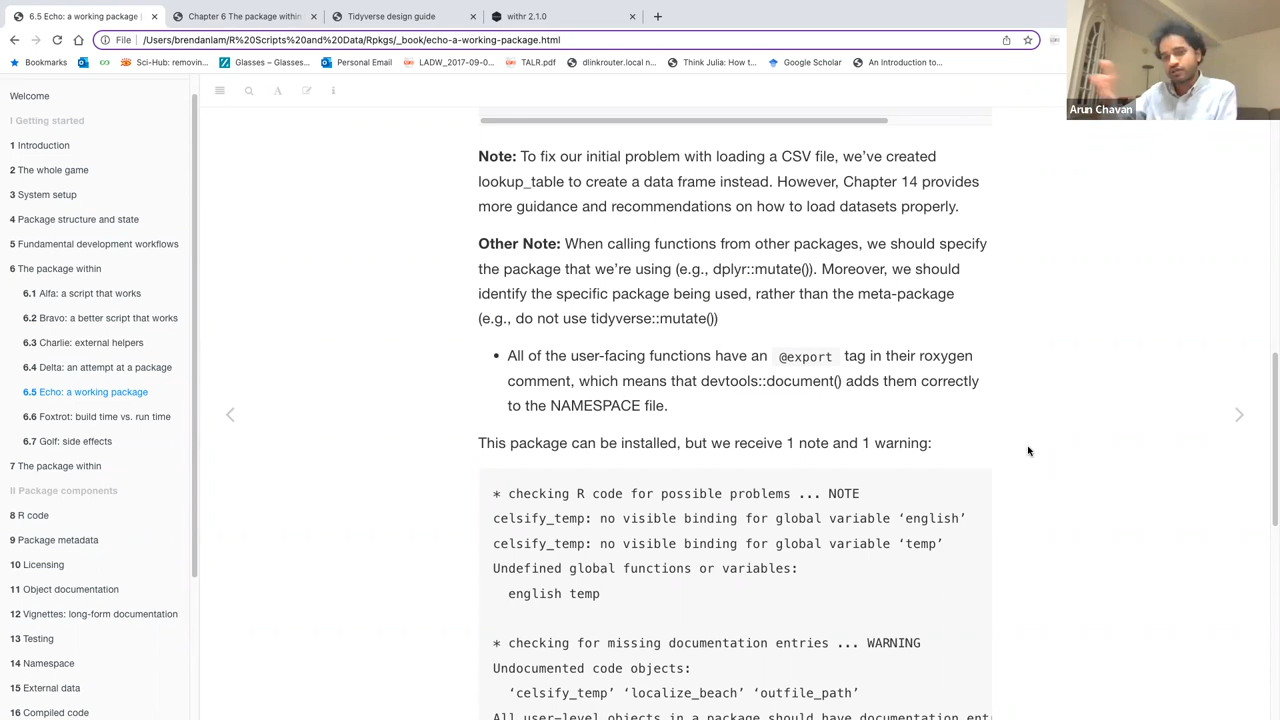 6.5 Echo: a working package |
Chapter 6 The package within
Tidyverse design guide
withr 2.1.0
File
/Users/brendanlam/R%20Scripts%20and%20Data/Rpkgs/_book/echo-a-working-package.html
Bookmarks
Sci-Hub: removin...
Glasses – Glasses...
Personal Email
LADW_2017-09-0...
TALR.pdf
dlinkrouter.local n...
Think Julia: How t...
Google Scholar
An Introduction to...
Arun Chavan
Welcome
I Getting started
1 Introduction
2 The whole game
3 System setup
4 Package structure and state
5 Fundamental development workflows
6 The package within
6.1 Alfa: a script that works
6.2 Bravo: a better script that works
6.3 Charlie: external helpers
6.4 Delta: an attempt at a package
6.5 Echo: a working package
6.6 Foxtrot: build time vs. run time
6.7 Golf: side effects
7 The package within
II Package components
8 R code
9 Package metadata
10 Licensing
11 Object documentation
12 Vignettes: long-form documentation
13 Testing
14 Namespace
15 External data
16 Compiled code
Note: To fix our initial problem with loading a CSV file, we’ve created
lookup_table to create a data frame instead. However, Chapter 14 provides
more guidance and recommendations on how to load datasets properly.
Other Note: When calling functions from other packages, we should specify
the package that we’re using (e.g., dplyr::mutate()). Moreover, we should
identify the specific package being used, rather than the meta-package
(e.g., do not use tidyverse::mutate())
• All of the user-facing functions have an @export tag in their roxygen
comment, which means that devtools::document() adds them correctly
to the NAMESPACE file.
This package can be installed, but we receive 1 note and 1 warning:
* checking R code for possible problems ... NOTE
celsify_temp: no visible binding for global variable ‘english’
celsify_temp: no visible binding for global variable ‘temp’
Undefined global functions or variables:
english temp
* checking for missing documentation entries ... WARNING
Undocumented code objects:
‘celsify_temp’ ‘localize_beach’ ‘outfile_path’
All user-level objects in a package should have documentation ent